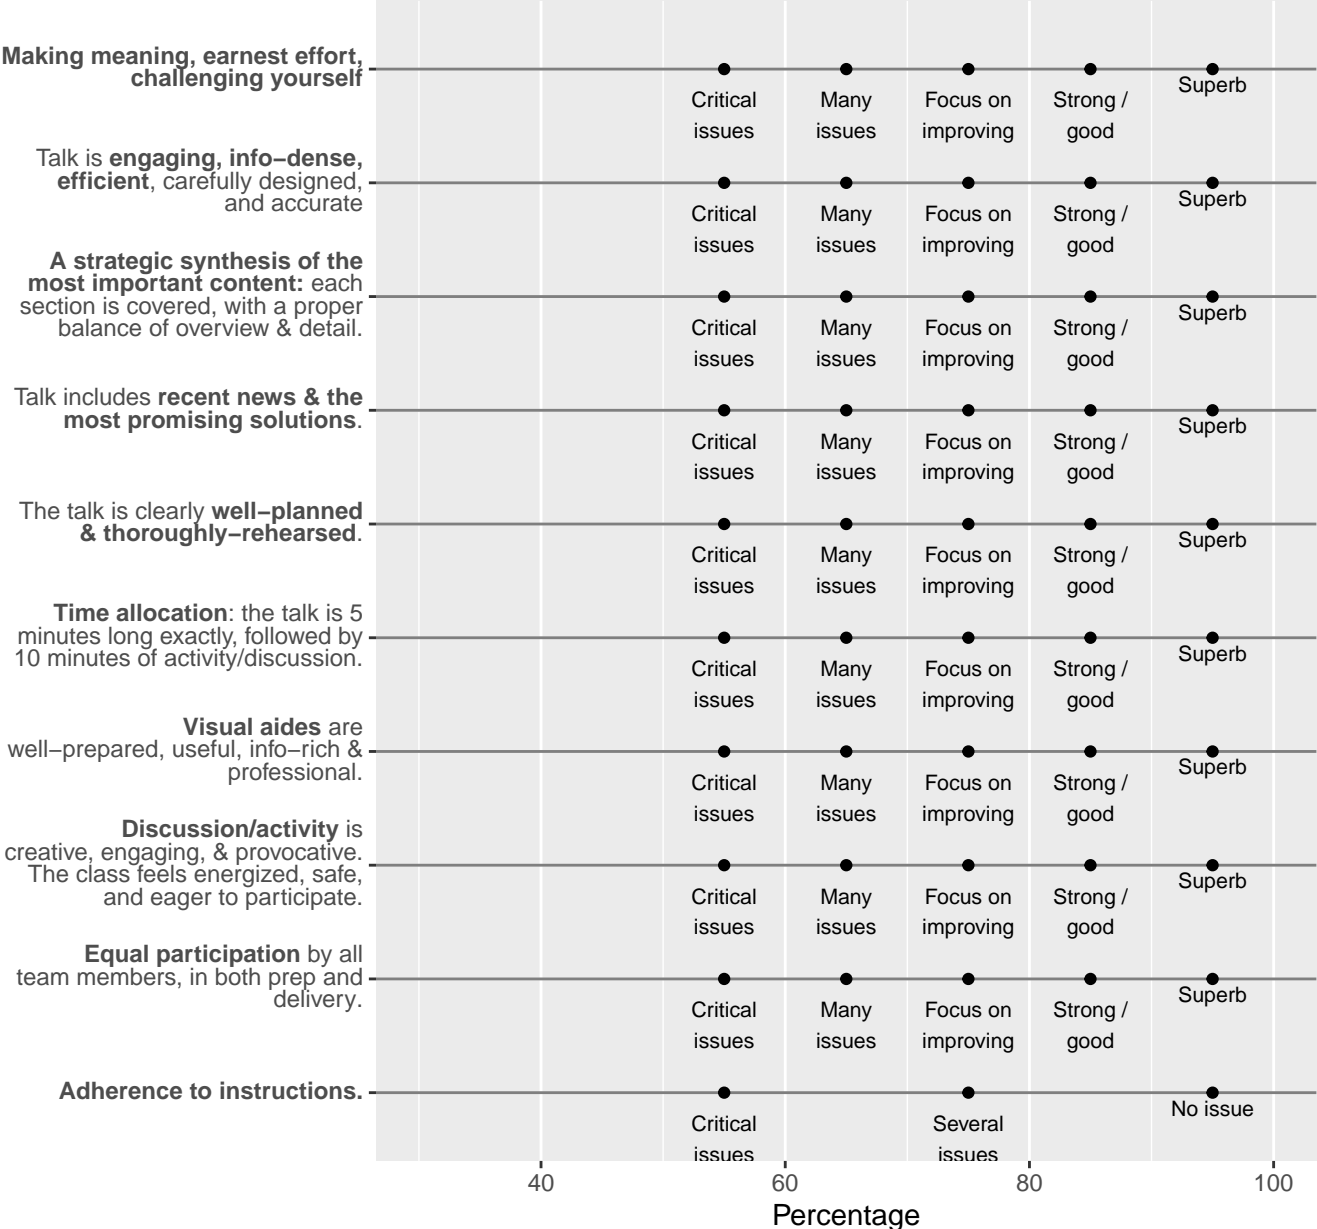 Making meaning, earnest effort,
challenging yourself
Critical issues
Many issues
Focus on improving
Strong / good
Superb
Talk is engaging, info−dense,
efficient, carefully designed,
and accurate
Critical issues
Many issues
Focus on improving
Strong / good
Superb
A strategic synthesis of the
most important content: each
section is covered, with a proper
balance of overview & detail.
Critical issues
Many issues
Focus on improving
Strong / good
Superb
Talk includes recent news & the
most promising solutions.
Critical issues
Many issues
Focus on improving
Strong / good
Superb
The talk is clearly well−planned
& thoroughly−rehearsed.
Critical issues
Many issues
Focus on improving
Strong / good
Superb
Time allocation: the talk is 5
minutes long exactly, followed by
10 minutes of activity/discussion.
Critical issues
Many issues
Focus on improving
Strong / good
Superb
Visual aides are
well−prepared, useful, info−rich &
professional.
Critical issues
Many issues
Focus on improving
Strong / good
Superb
Discussion/activity is
creative, engaging, & provocative.
The class feels energized, safe,
and eager to participate.
Critical issues
Many issues
Focus on improving
Strong / good
Superb
Equal participation by all
team members, in both prep and
delivery.
Critical issues
Many issues
Focus on improving
Strong / good
Superb
Adherence to instructions.
Critical issues
Several issues
No issue
40 60 80 100
Percentage